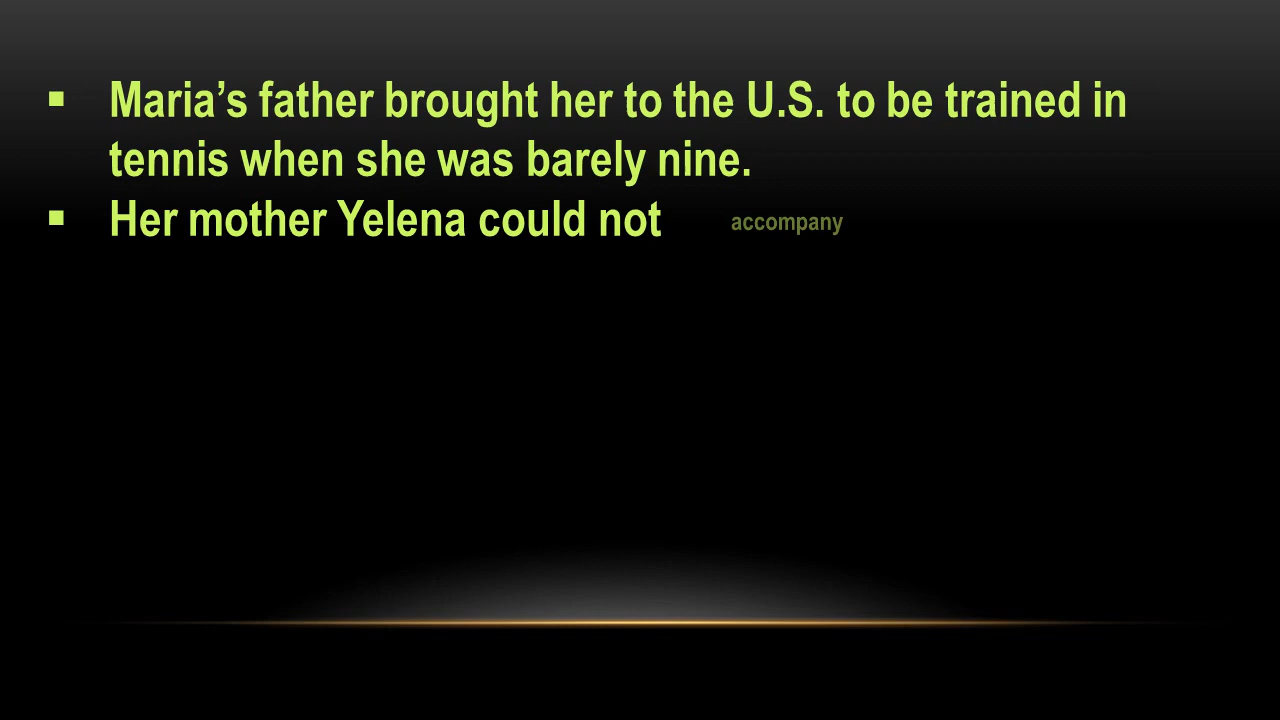 ▪ Maria’s father brought her to the U.S. to be trained in
tennis when she was barely nine.
▪ Her mother Yelena could not accompany